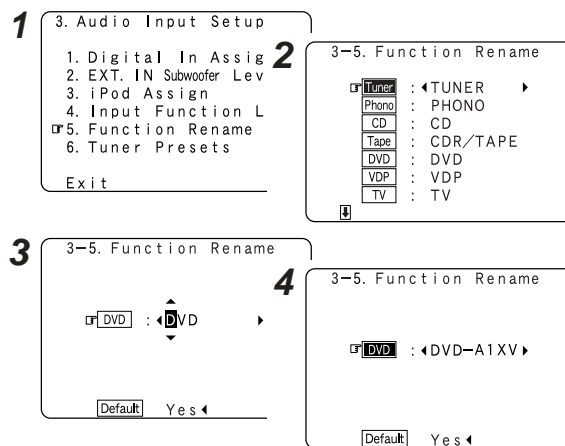 1
3. Audio Input Setup
1. Digital In Assig
2. EXT. IN Subwoofer Lev
3. iPod Assign
4. Input Function L
☞5. Function Rename
6. Tuner Presets
Exit
2
3-5. Function Rename
☞Tuner : ◀TUNER ▶
Phono : PHONO
CD : CD
Tape : CDR/TAPE
DVD : DVD
VDP : VDP
TV : TV
3
3-5. Function Rename
☞DVD : ◀DVD ▶
Default Yes◀
4
3-5. Function Rename
☞DVD : ◀DVD-A1XV▶
Default Yes◀